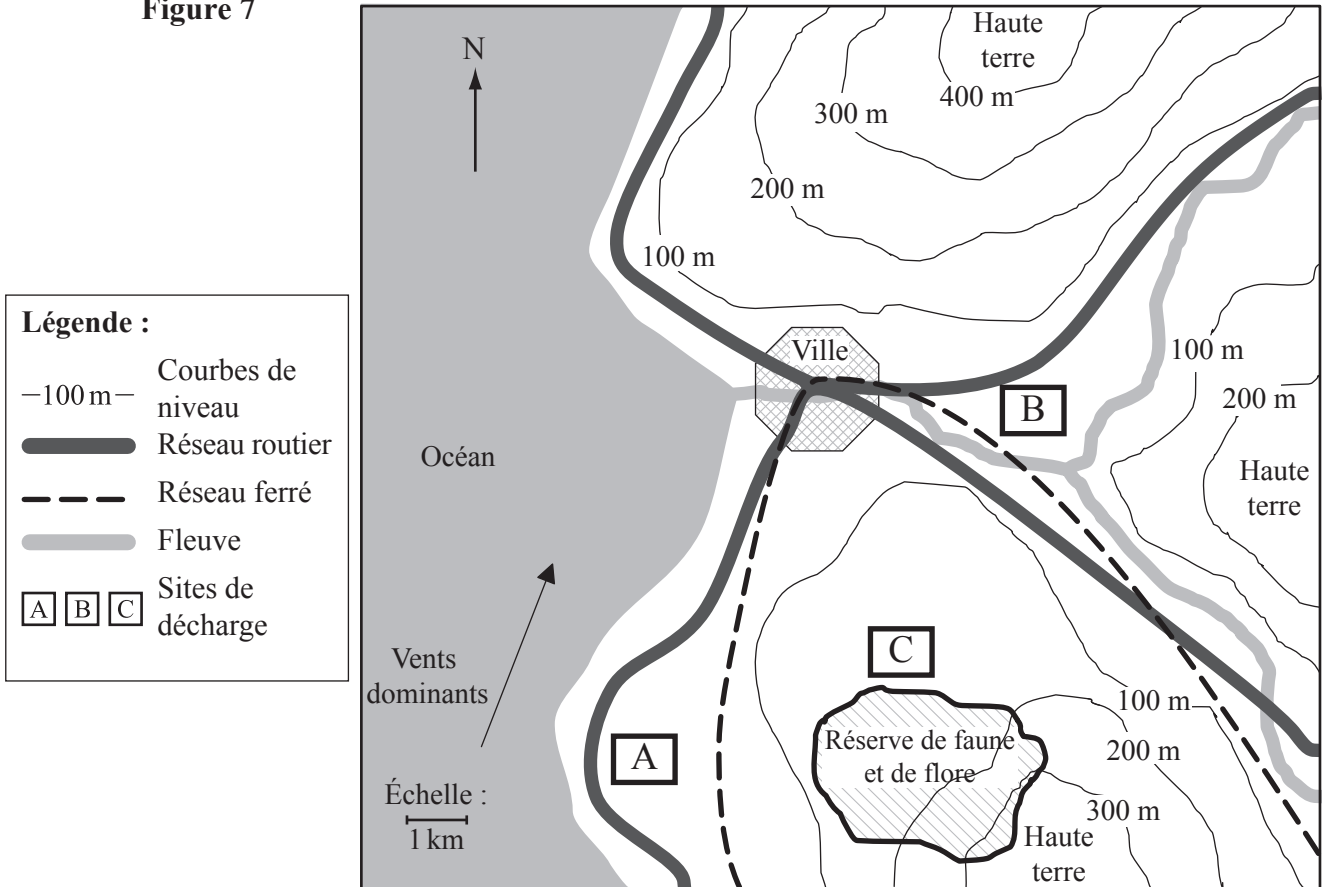 Figure 7
Légende :
100 m
Courbes de
niveau
Réseau routier
Réseau ferré
Fleuve
A B C
Sites de
décharge
N
Haute
terre
400 m
300 m
200 m
100 m
Ville
100 m
B
200 m
Océan
Haute
terre
C
Vents
dominants
100 m
A
Réserve de faune
et de flore
200 m
Échelle :
1 km
300 m
Haute
terre